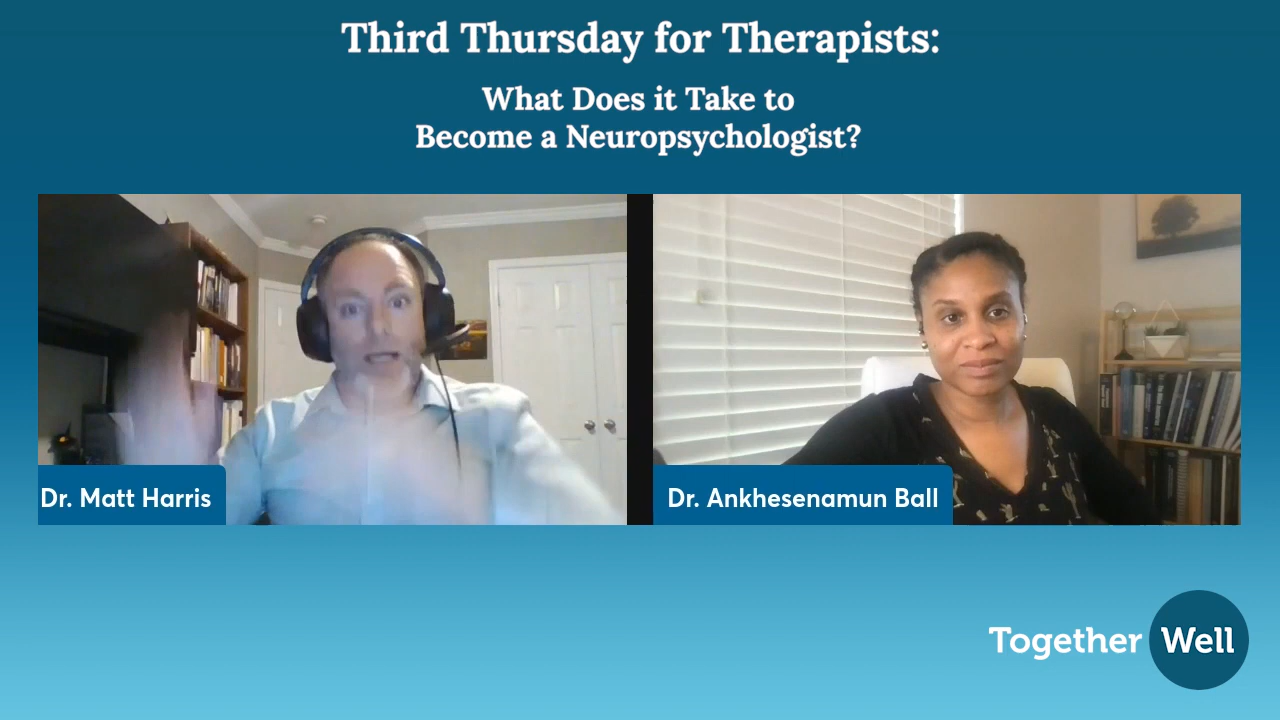 Third Thursday for Therapists:
What Does it Take to
Become a Neuropsychologist?
Dr. Matt Harris
Dr. Ankhesenamun Ball
Together Well